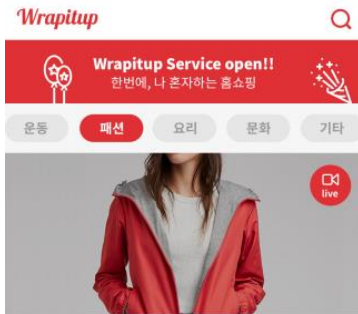 Wrapitup
Wrapitup Service open!!
한번에, 나 혼자하는 홈쇼핑
운동 패션 요리 문화 기타
live